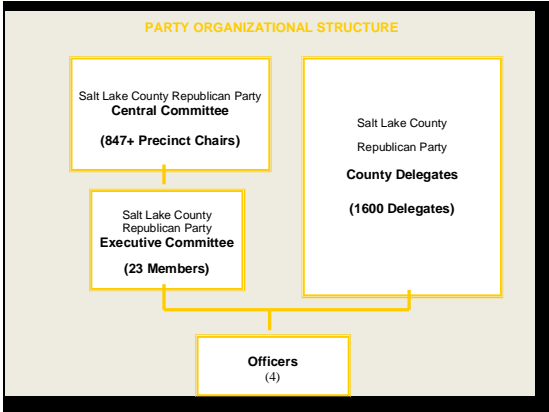 PARTY ORGANIZATIONAL STRUCTURE
Salt Lake County Republican Party
Central Committee
(847+ Precinct Chairs)
Salt Lake County
Republican Party
Executive Committee
(23 Members)
Salt Lake County
Republican Party
County Delegates
(1600 Delegates)
Officers
(4)